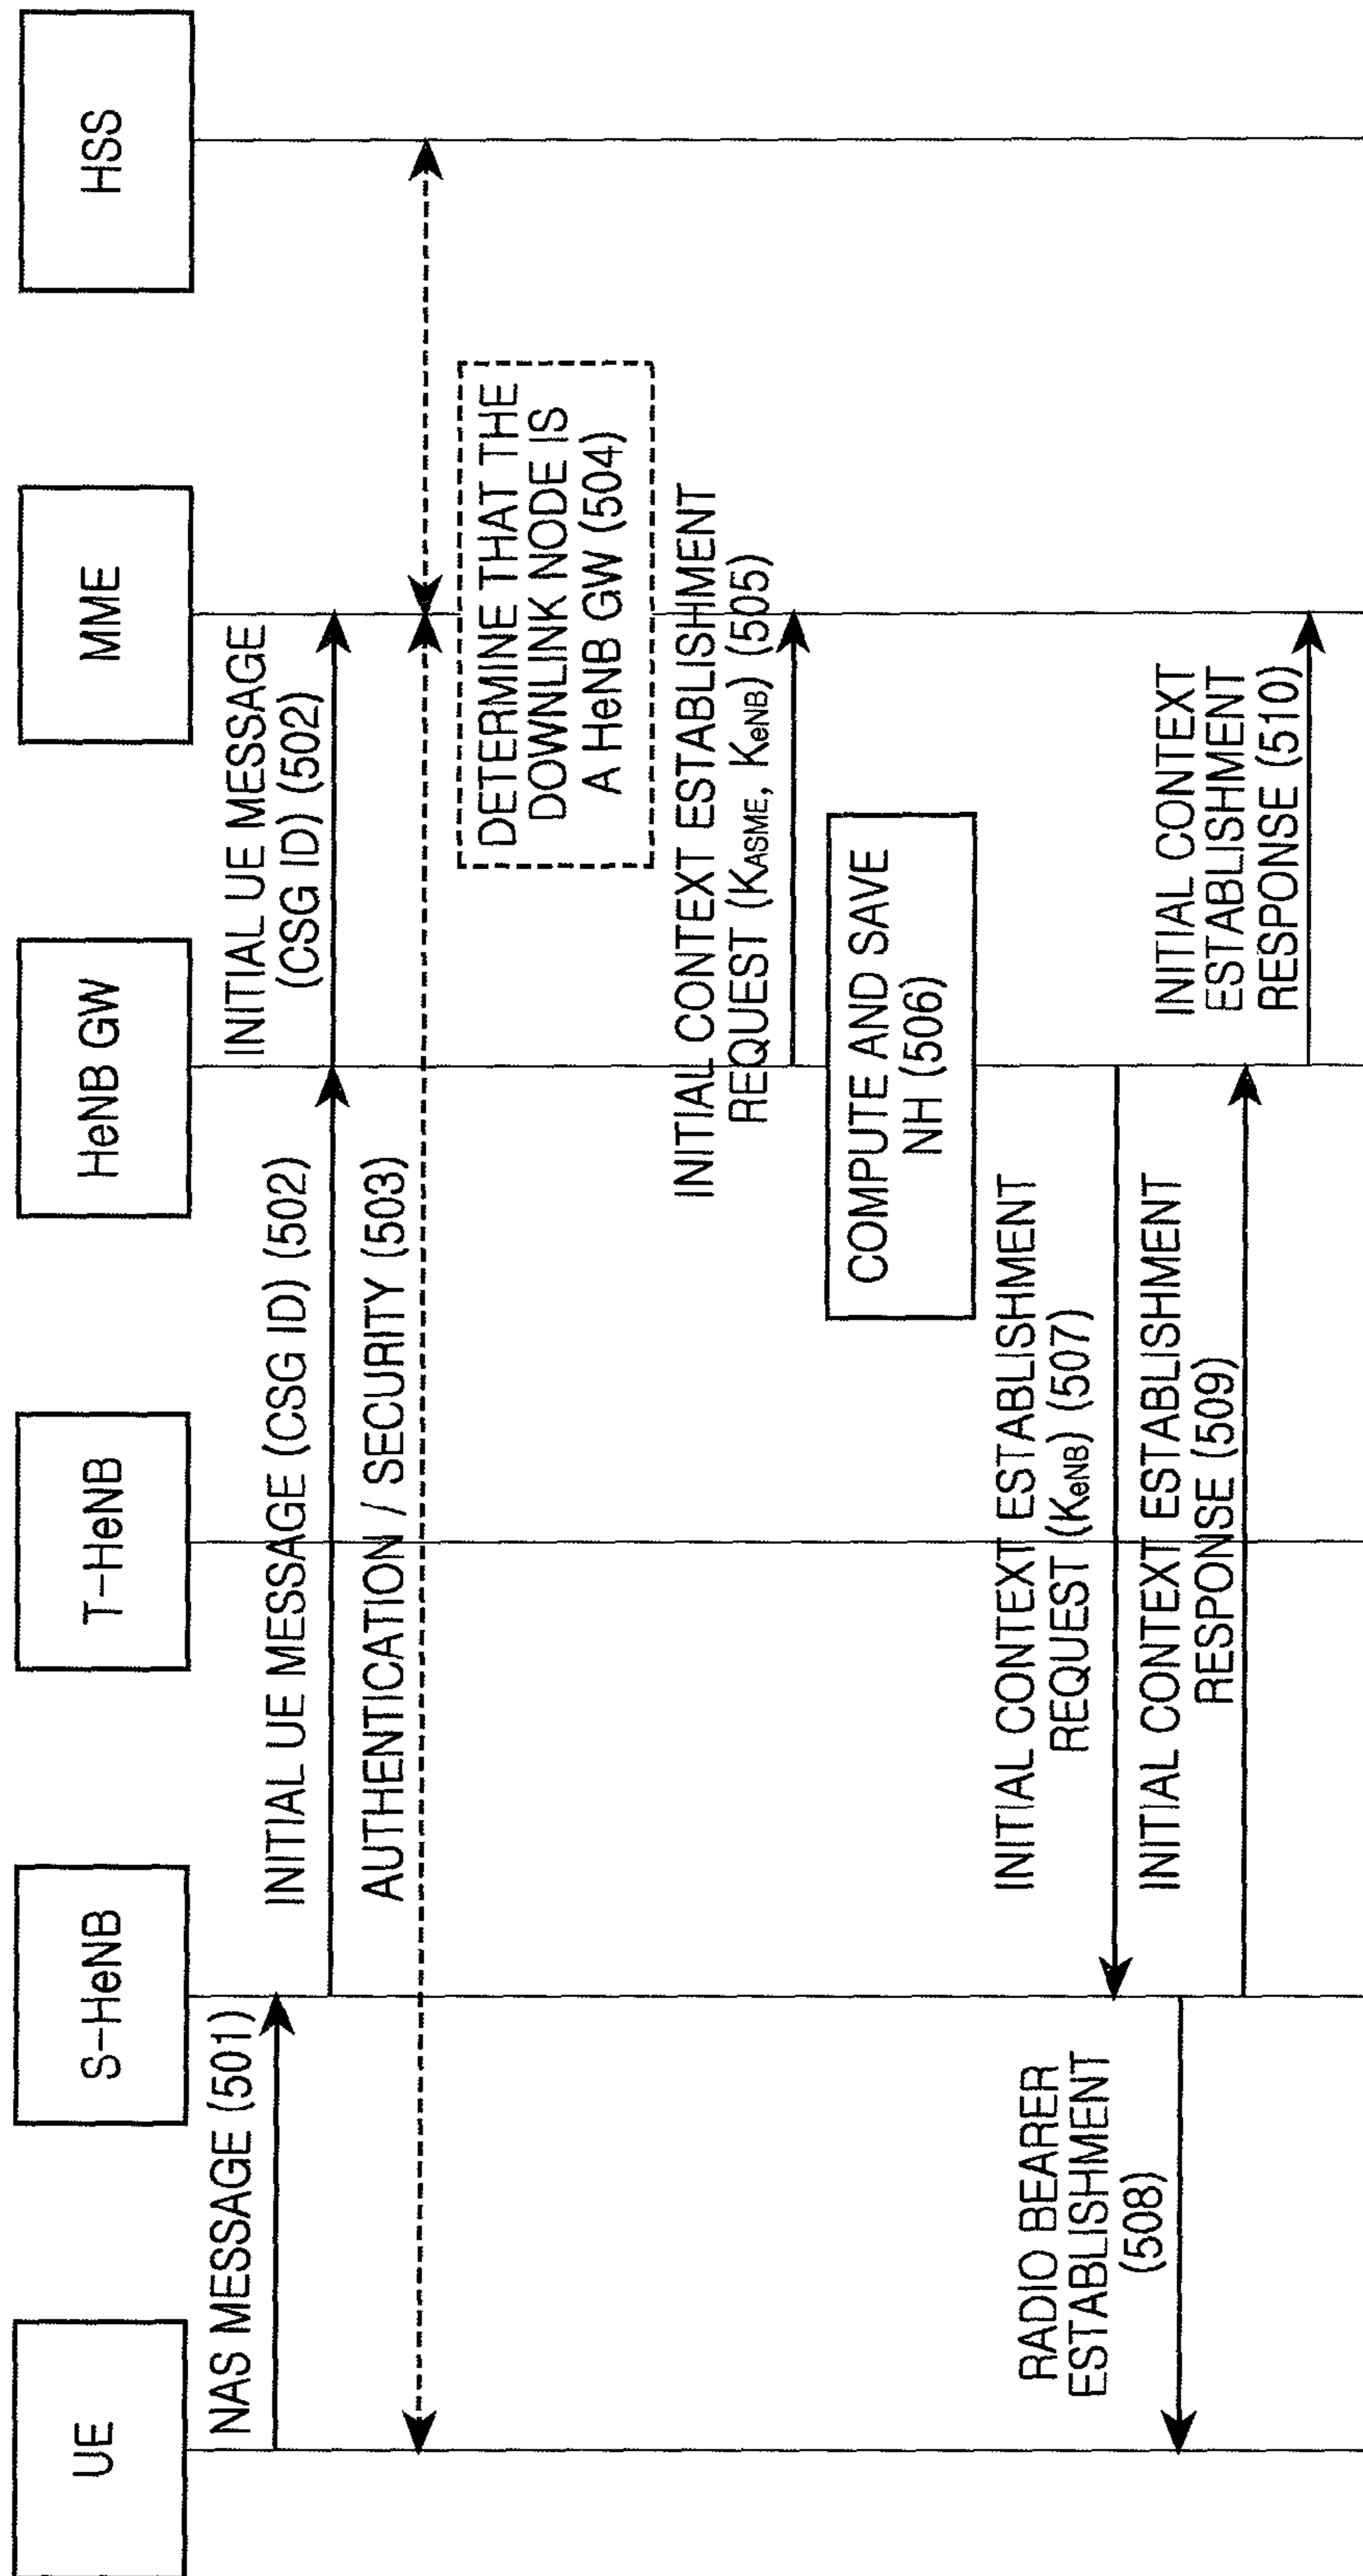 UE
S-HeNB
T-HeNB
HeNB GW
MME
HSS
NAS MESSAGE (501)
INITIAL UE MESSAGE (CSG ID) (502)
INITIAL UE MESSAGE
(CSG ID) (502)
AUTHENTICATION / SECURITY (503)
DETERMINE THAT THE
DOWNLINK NODE IS
A HeNB GW (504)
INITIAL CONTEXT ESTABLISHMENT
REQUEST (KASME, KeNB) (505)
COMPUTE AND SAVE
NH (506)
INITIAL CONTEXT ESTABLISHMENT
REQUEST (KeNB) (507)
RADIO BEARER
ESTABLISHMENT
(508)
INITIAL CONTEXT ESTABLISHMENT
RESPONSE (509)
INITIAL CONTEXT
ESTABLISHMENT
RESPONSE (510)